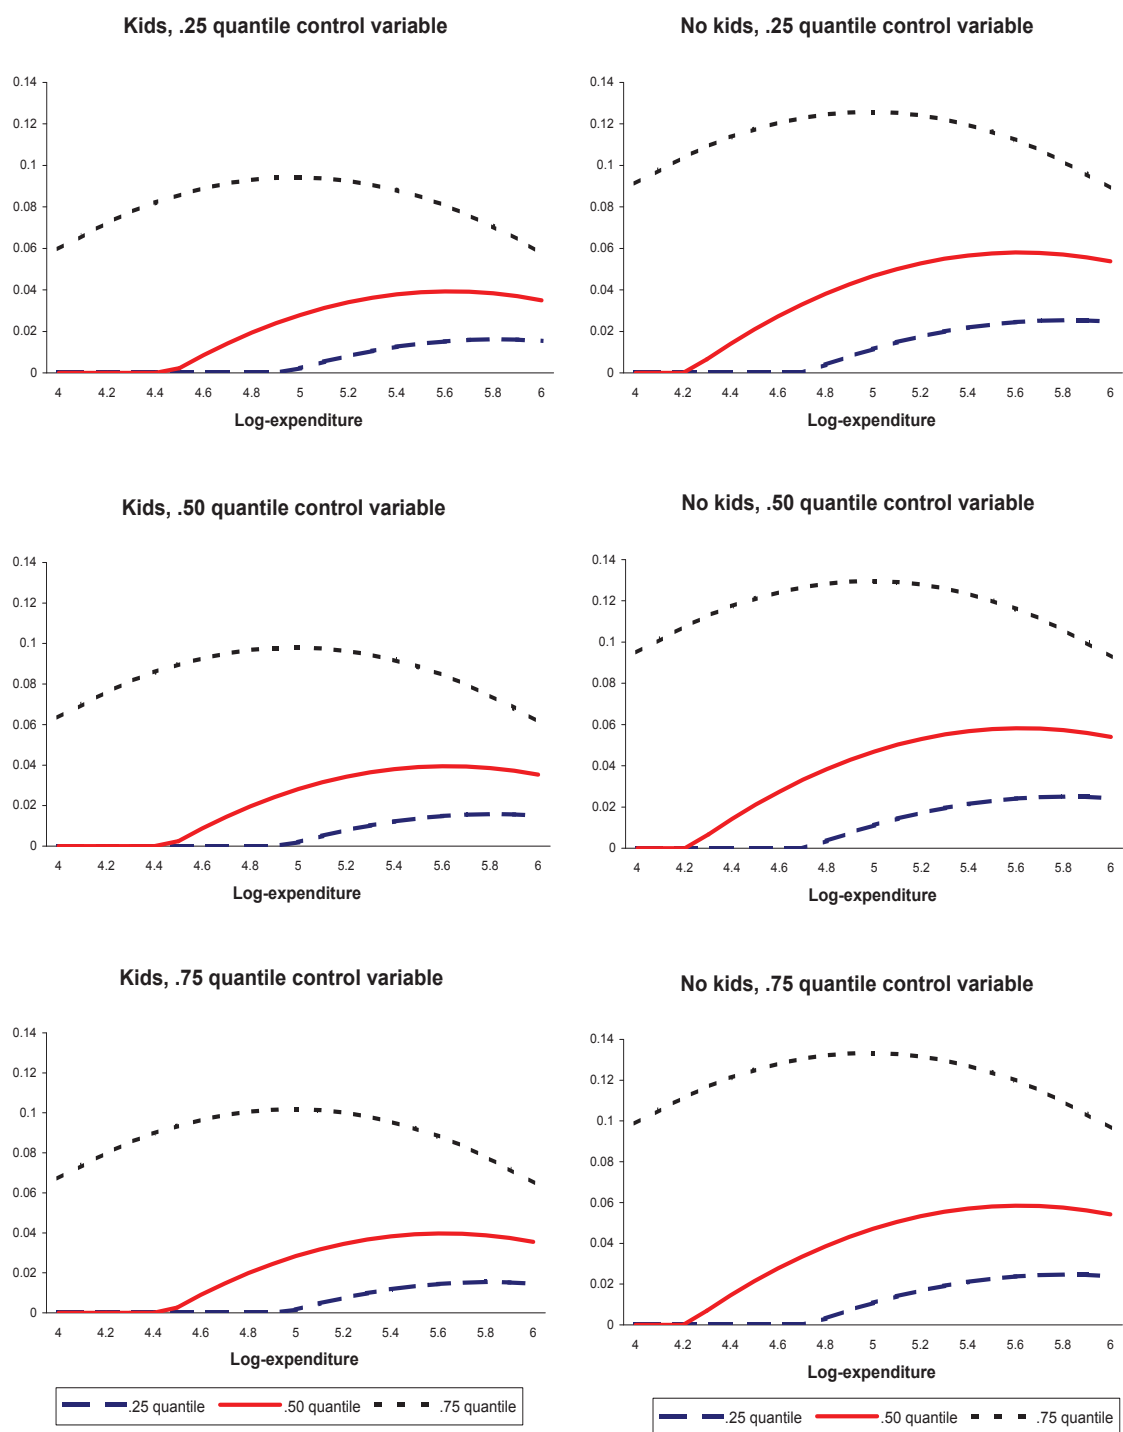 Kids, .25 quantile control variable
0.14
0.12
0.1
0.08
0.06
0.04
0.02
0
4 4.2 4.4 4.6 4.8 5 5.2 5.4 5.6 5.8 6
Log-expenditure
No kids, .25 quantile control variable
0.14
0.12
0.1
0.08
0.06
0.04
0.02
0
4 4.2 4.4 4.6 4.8 5 5.2 5.4 5.6 5.8 6
Log-expenditure
Kids, .50 quantile control variable
0.14
0.12
0.1
0.08
0.06
0.04
0.02
0
4 4.2 4.4 4.6 4.8 5 5.2 5.4 5.6 5.8 6
Log-expenditure
No kids, .50 quantile control variable
0.14
0.12
0.1
0.08
0.06
0.04
0.02
0
4 4.2 4.4 4.6 4.8 5 5.2 5.4 5.6 5.8 6
Log-expenditure
Kids, .75 quantile control variable
0.14
0.12
0.1
0.08
0.06
0.04
0.02
0
4 4.2 4.4 4.6 4.8 5 5.2 5.4 5.6 5.8 6
Log-expenditure
.25 quantile .50 quantile .75 quantile
No kids, .75 quantile control variable
0.14
0.12
0.1
0.08
0.06
0.04
0.02
0
4 4.2 4.4 4.6 4.8 5 5.2 5.4 5.6 5.8 6
Log-expenditure
.25 quantile .50 quantile .75 quantile